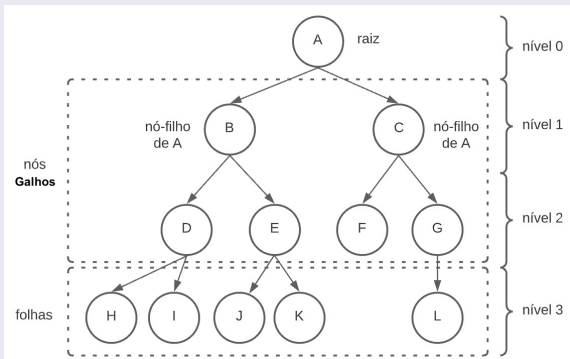 A
raiz
nível 0
nó-filho
de A
B
C
nó-filho
de A
nível 1
nós
Galhos
D
E
F
G
nível 2
folhas
H
I
J
K
L
nível 3